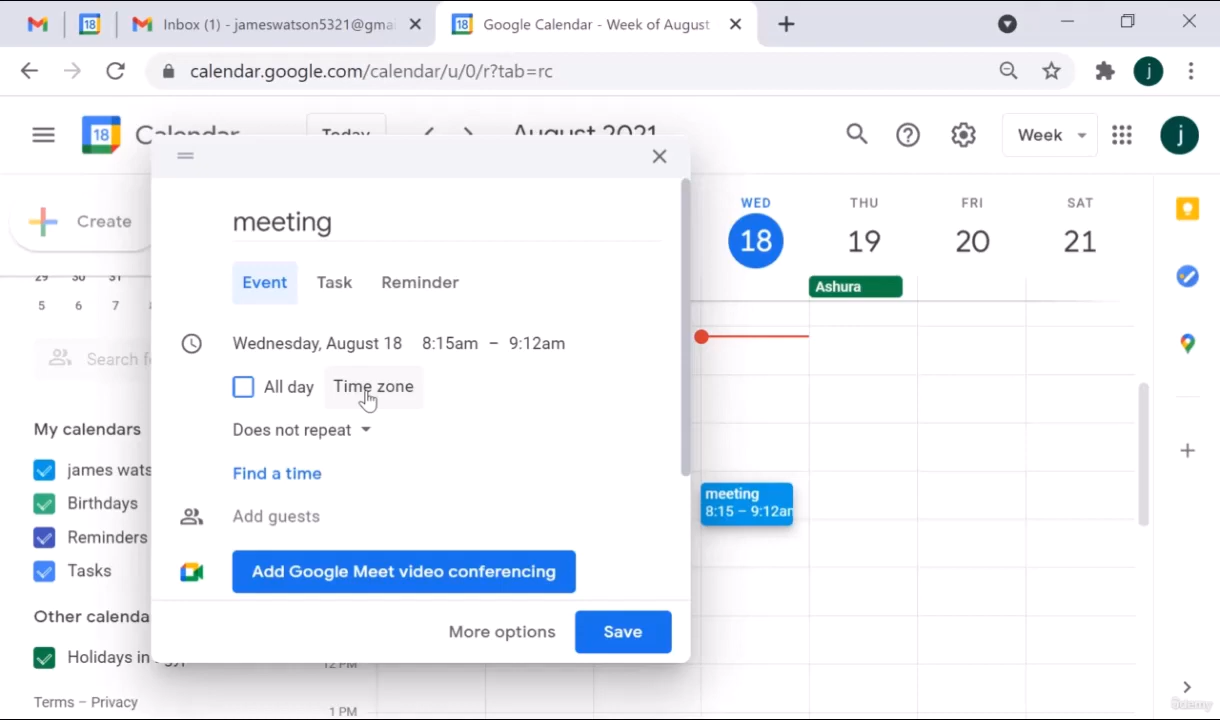 Inbox (1) - jameswatson5321@gma
Google Calendar - Week of August
calendar.google.com/calendar/u/0/r?tab=rc
j
18
Calendar
Today
August 2021
Week
j
Create
meeting
Event
Task
Reminder
Wednesday, August 18 8:15am – 9:12am
All day
Time zone
Does not repeat
Find a time
Add guests
Add Google Meet video conferencing
More options
Save
29 30 31
5 6 7
Search f
My calendars
james wats
Birthdays
Reminders
Tasks
Other calenda
Holidays in
Terms – Privacy
WED
18
THU
19
FRI
20
SAT
21
Ashura
meeting
8:15 – 9:12am
12 PM
1 PM
ûdemy